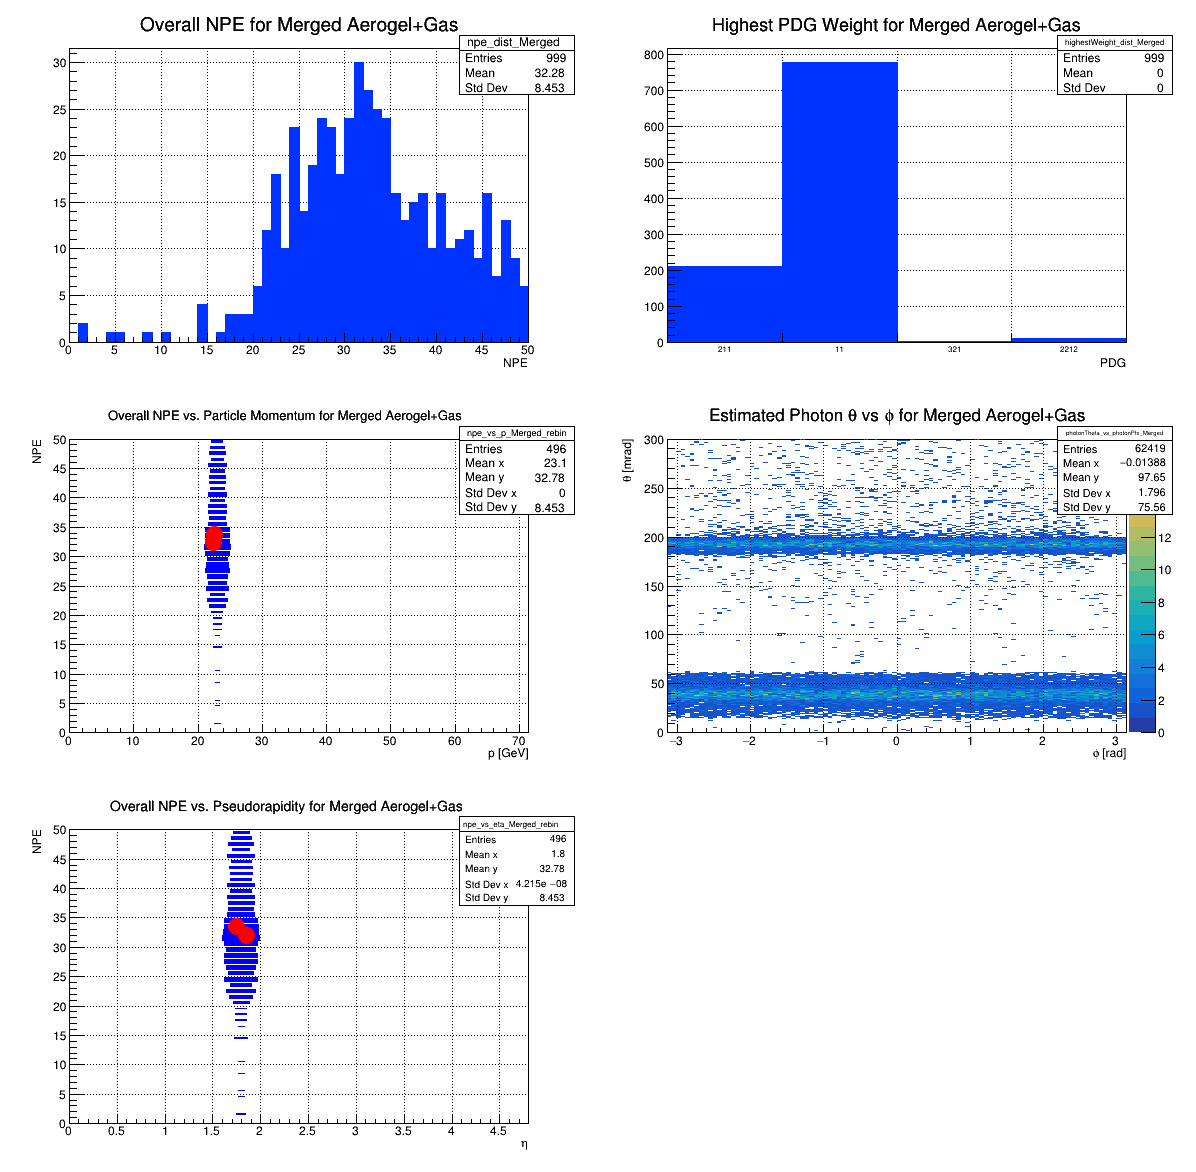 Overall NPE for Merged Aerogel+Gas
npe_dist_Merged
Entries 999
Mean 32.28
Std Dev 8.453
30
25
20
15
10
5
0
0 5 10 15 20 25 30 35 40 45 50
NPE
Highest PDG Weight for Merged Aerogel+Gas
highestWeight_dist_Merged
Entries 999
Mean 0
Std Dev 0
800
700
600
500
400
300
200
100
0
211 11 321 2212
PDG
Overall NPE vs. Particle Momentum for Merged Aerogel+Gas
npe_vs_p_Merged_rebin
Entries 496
Mean x 23.1
Mean y 32.78
Std Dev x 0
Std Dev y 8.453
NPE
50
45
40
35
30
25
20
15
10
5
0
0 10 20 30 40 50 60 70
p [GeV]
Estimated Photon θ vs ϕ for Merged Aerogel+Gas
photonTheta_vs_photonPhi_Merged
Entries 62419
Mean x −0.01388
Mean y 97.65
Std Dev x 1.796
Std Dev y 75.56
θ [mrad]
300
250
200
150
100
50
0
−3 −2 −1 0 1 2 3
ϕ [rad]
12
10
8
6
4
2
0
Overall NPE vs. Pseudorapidity for Merged Aerogel+Gas
npe_vs_eta_Merged_rebin
Entries 496
Mean x 1.8
Mean y 32.78
Std Dev x 4.215e −08
Std Dev y 8.453
NPE
50
45
40
35
30
25
20
15
10
5
0
0 0.5 1 1.5 2 2.5 3 3.5 4 4.5
η